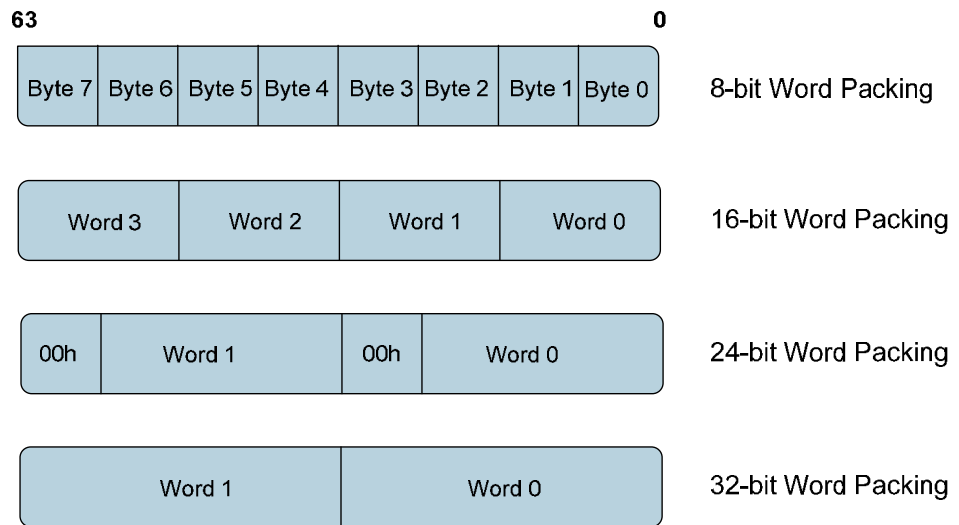 63 0
Byte 7 Byte 6 Byte 5 Byte 4 Byte 3 Byte 2 Byte 1 Byte 0 8-bit Word Packing
Word 3 Word 2 Word 1 Word 0 16-bit Word Packing
00h Word 1 00h Word 0 24-bit Word Packing
Word 1 Word 0 32-bit Word Packing